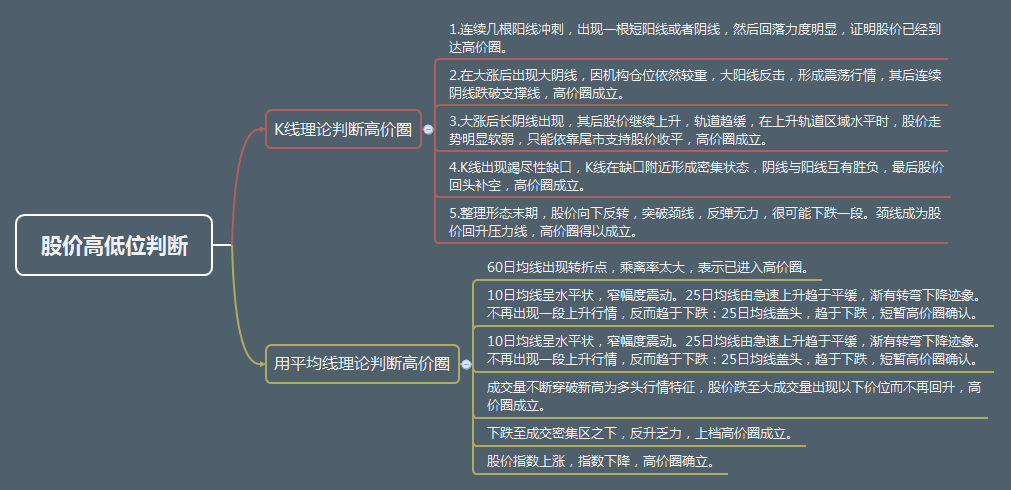 股价高低位判断
K线理论判断高价圈
1.连续几根阳线冲刺，出现一根短阳线或者阴线，然后回落力度明显，证明股价已经到
达高价圈。
2.在大涨后出现大阴线，因机构仓位依然较重，大阳线反击，形成震荡行情，其后连续
阴线跌破支撑线，高价圈成立。
3.大涨后长阴线出现，其后股价继续上升，轨道趋缓，在上升轨道区域水平时，股价走
势明显软弱，只能依靠尾市支持股价收平，高价圈成立。
4.K线出现竭尽性缺口，K线在缺口附近形成密集状态，阴线与阳线互有胜负，最后股价
回头补空，高价圈成立。
5.整理形态末期，股价向下反转，突破颈线，反弹无力，很可能下跌一段。颈线成为股
价回升压力线，高价圈得以成立。
用平均线理论判断高价圈
60日均线出现转折点，乘离率太大，表示已进入高价圈。
10日均线呈水平状，窄幅度震动。25日均线由急速上升趋于平缓，渐有转弯下降迹象。
不再出现一段上升行情，反而趋于下跌：25日均线盖头，趋于下跌，短暂高价圈确认。
10日均线呈水平状，窄幅度震动。25日均线由急速上升趋于平缓，渐有转弯下降迹象。
不再出现一段上升行情，反而趋于下跌：25日均线盖头，趋于下跌，短暂高价圈确认。
成交量不断穿破新高为多头行情特征，股价跌至大成交量出现以下价位而不再回升，高
价圈成立。
下跌至成交密集区之下，反升乏力，上档高价圈成立。
股价指数上涨，指数下降，高价圈确立。